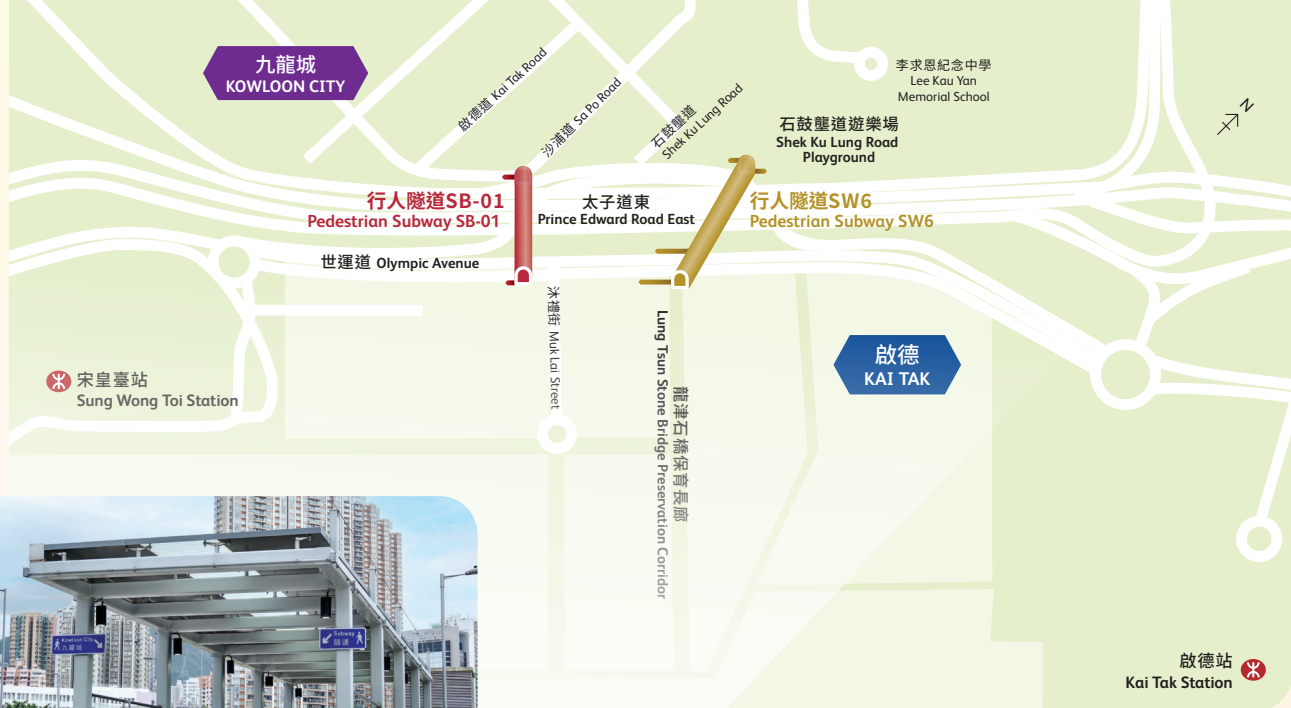 九龍城
KOWLOON CITY
啟德道 Kai Tak Road
沙浦道 Sa Po Road
石鼓壟道
Shek Ku Lung Road
李求恩紀念中學
Lee Kau Yan
Memorial School
N
石鼓壟道遊樂場
Shek Ku Lung Road
Playground
行人隧道SB-01
Pedestrian Subway SB-01
太子道東
Prince Edward Road East
行人隧道SW6
Pedestrian Subway SW6
世運道 Olympic Avenue
沐禮街 Muk Lai Street
龍津石橋保育長廊
Lung Tsun Stone Bridge Preservation Corridor
啟德
KAI TAK
宋皇臺站
Sung Wong Toi Station
Kowloon City
九龍城
Subway
隧道
啟德站
Kai Tak Station